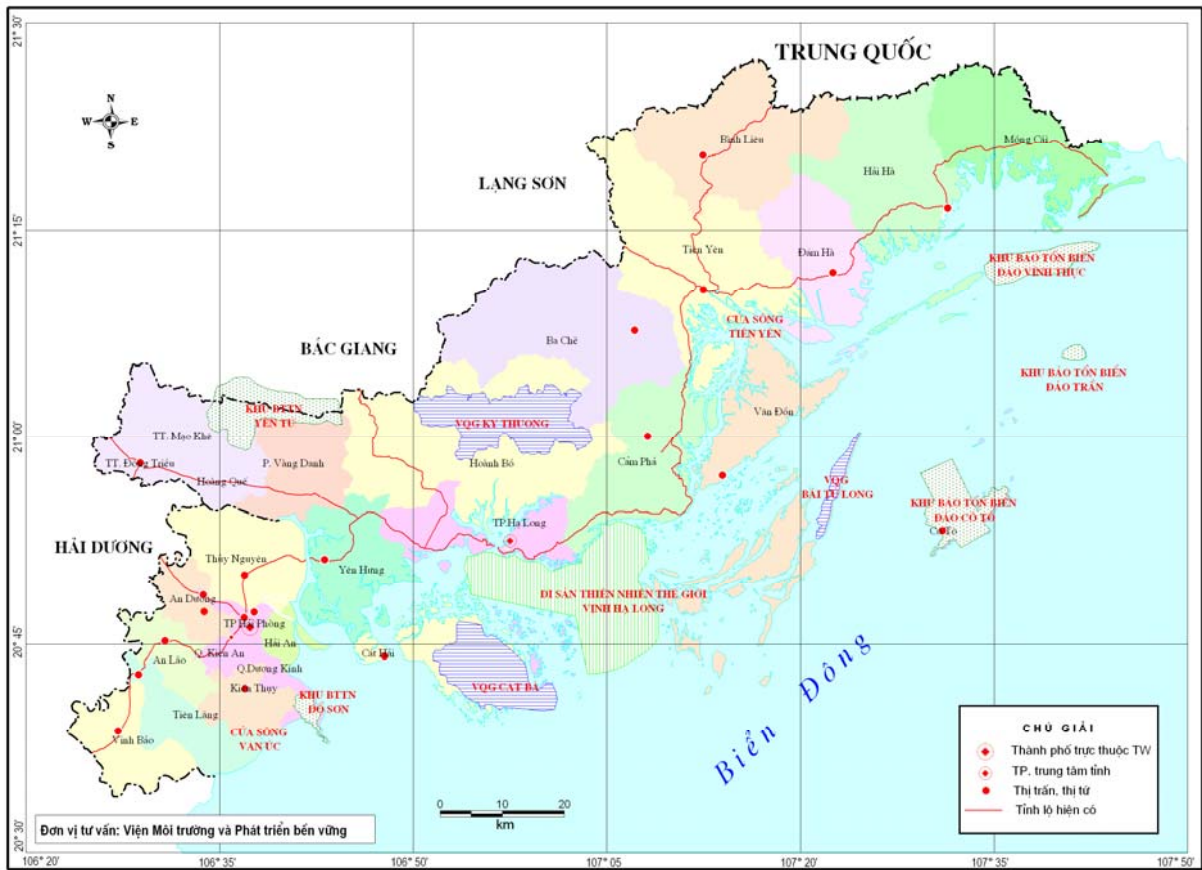 21° 30'
TRUNG QUỐC
N
W E
S
Bình Liêu
Móng Cái
Hải Hà
LẠNG SƠN
21° 15'
Tiên Yên
Đầm Hà
KHU BẢO TỒN BIỂN
ĐẢO VĨNH THỰC
CỬA SÔNG
TIÊN YÊN
BẮC GIANG
Ba Chẽ
KHU BẢO TỒN BIỂN
ĐẢO TRẦN
KHU BTTN
YÊN TỬ
Vân Đồn
VQG KỲ THƯỢNG
21° 00'
TT. Mạo Khê
TT. Đông Triều
P. Vàng Danh
Hoành Bồ
Cẩm Phả
Hoàng Quế
VQG
BÁI TỬ LONG
KHU BẢO TỒN BIỂN
ĐẢO CÔ TÔ
Cô Tô
TP.Hạ Long
HẢI DƯƠNG
Thủy Nguyên
Yên Hưng
DI SẢN THIÊN NHIÊN THẾ GIỚI
VỊNH HẠ LONG
An Dương
TP.Hải Phòng
20° 45'
Hải An
Q. Kiến An
Cát Hải
An Lão
Q.Dương Kinh
Kiến Thụy
VQG CÁT BÀ
KHU BTTN
ĐỒ SƠN
Tiên Lãng
CỬA SÔNG
VĂN ÚC
Vĩnh Bảo
Biển Đông
CHÚ GIẢI
Thành phố trực thuộc TW
TP. trung tâm tỉnh
Thị trấn, thị tứ
Tỉnh lộ hiện có
0 10 20
km
Đơn vị tư vấn: Viện Môi trường và Phát triển bền vững
20° 30'
106° 20' 106° 35' 106° 50' 107° 05' 107° 20' 107° 35' 107° 50'